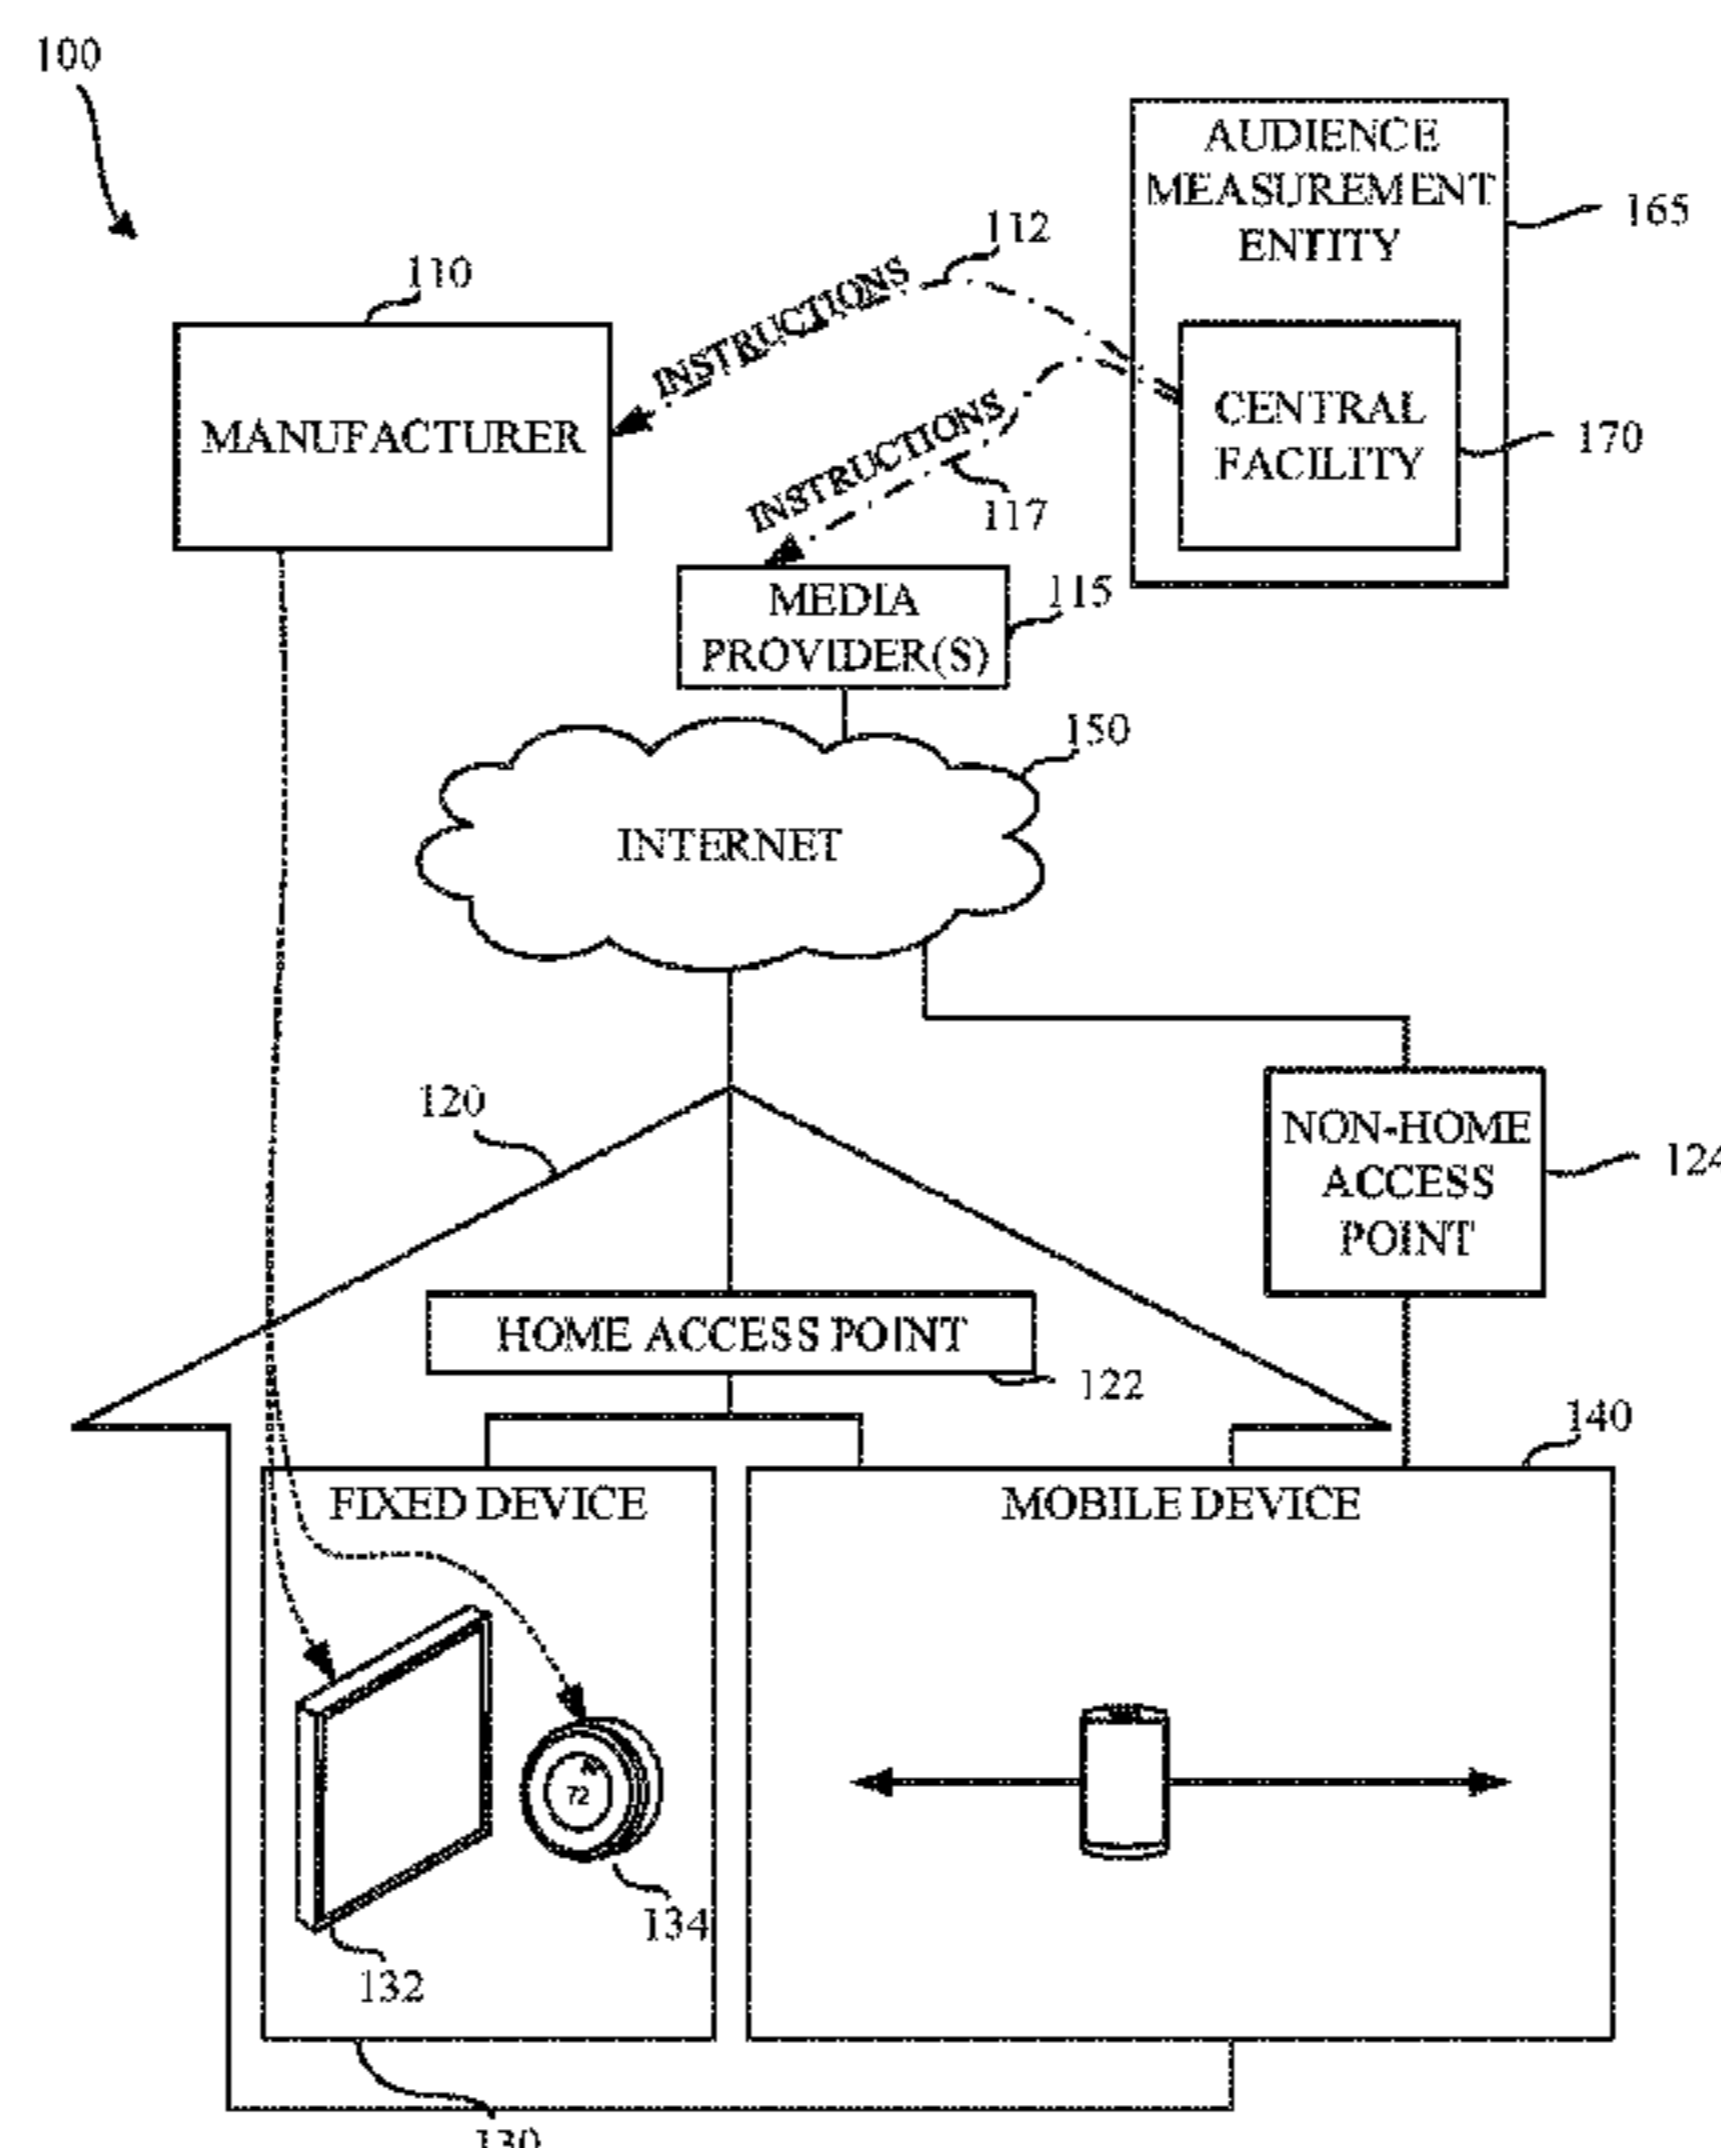 100
AUDIENCE
MEASUREMENT
ENTITY
165
112
INSTRUCTIONS
110
MANUFACTURER
CENTRAL
FACILITY
170
INSTRUCTIONS
117
MEDIA
PROVIDER(S)
115
150
INTERNET
120
NON-HOME
ACCESS
POINT
124
HOME ACCESS POINT
122
140
FIXED DEVICE
MOBILE DEVICE
72
134
132
130